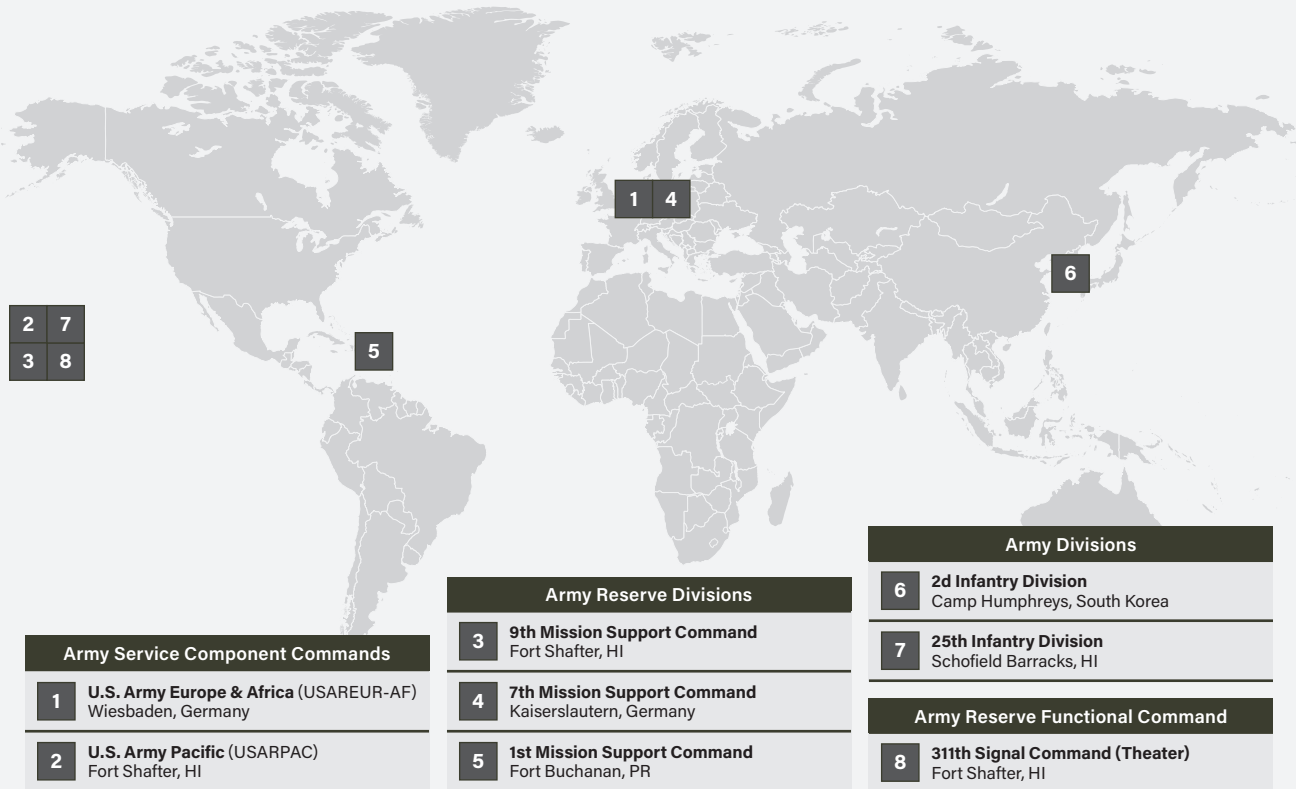 1 4
6
2 7
3 8
5
Army Service Component Commands
1 U.S. Army Europe & Africa (USAREUR-AF)
Wiesbaden, Germany
2 U.S. Army Pacific (USARPAC)
Fort Shafter, HI
Army Reserve Divisions
3 9th Mission Support Command
Fort Shafter, HI
4 7th Mission Support Command
Kaiserslautern, Germany
5 1st Mission Support Command
Fort Buchanan, PR
Army Divisions
6 2d Infantry Division
Camp Humphreys, South Korea
7 25th Infantry Division
Schofield Barracks, HI
Army Reserve Functional Command
8 311th Signal Command (Theater)
Fort Shafter, HI